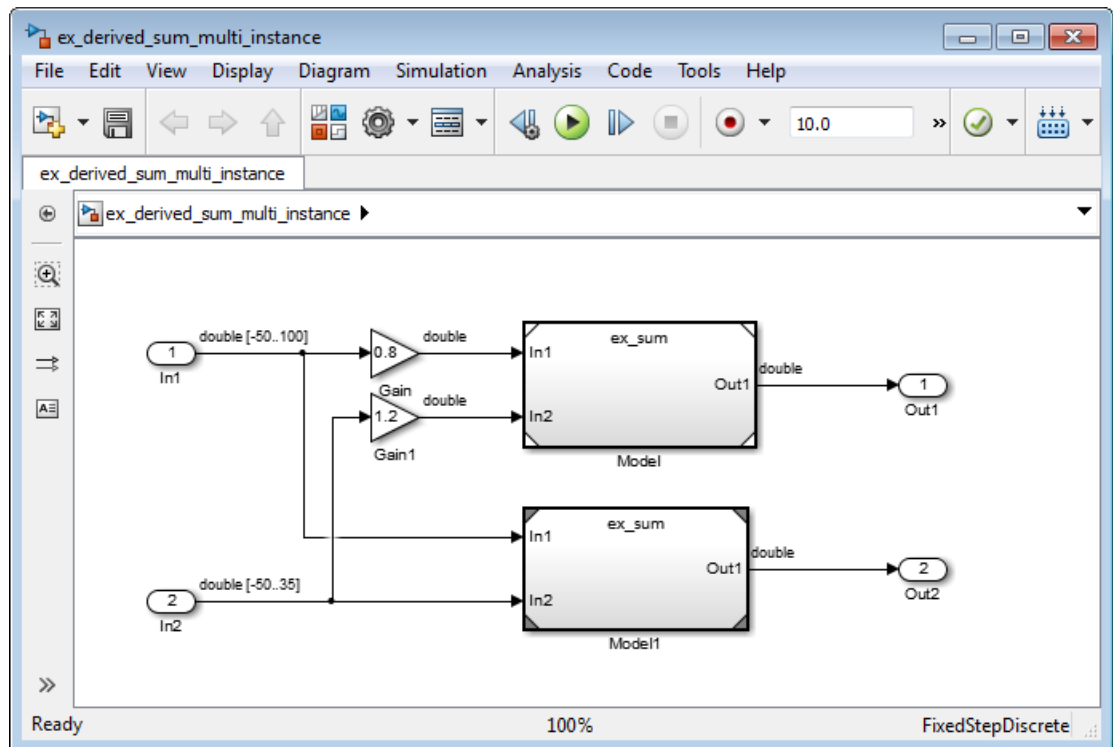 ex_derived_sum_multi_instance
File Edit View Display Diagram Simulation Analysis Code Tools Help
10.0 »
ex_derived_sum_multi_instance
ex_derived_sum_multi_instance
double [-50..100]
1
In1
0.8
Gain
double
1.2
Gain1
double
ex_sum
In1
In2
Out1
Model
double
1
Out1
double [-50..35]
2
In2
ex_sum
In1
In2
Out1
Model1
double
2
Out2
A
»
Ready 100% FixedStepDiscrete